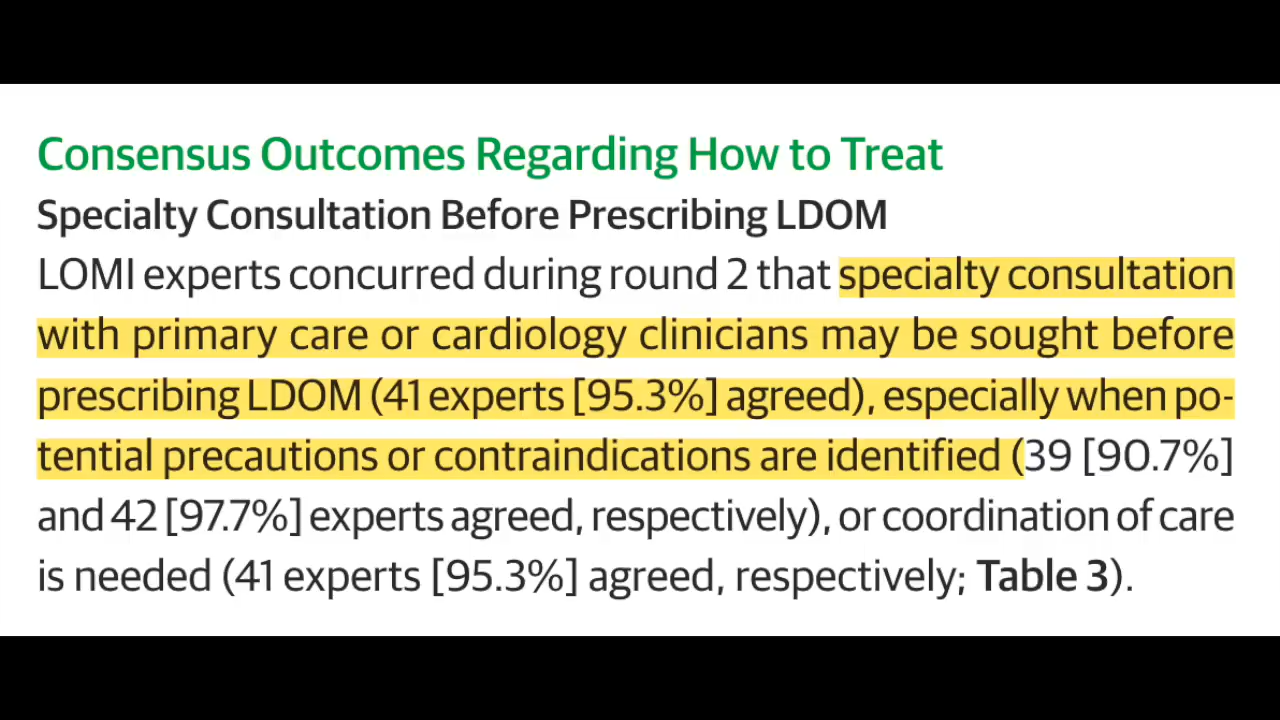 Consensus Outcomes Regarding How to Treat
Specialty Consultation Before Prescribing LDOM
LOMI experts concurred during round 2 that specialty consultation
with primary care or cardiology clinicians may be sought before
prescribing LDOM (41 experts [95.3%] agreed), especially when po-
tential precautions or contraindications are identified (39 [90.7%]
and 42 [97.7%] experts agreed, respectively), or coordination of care
is needed (41 experts [95.3%] agreed, respectively; Table 3).